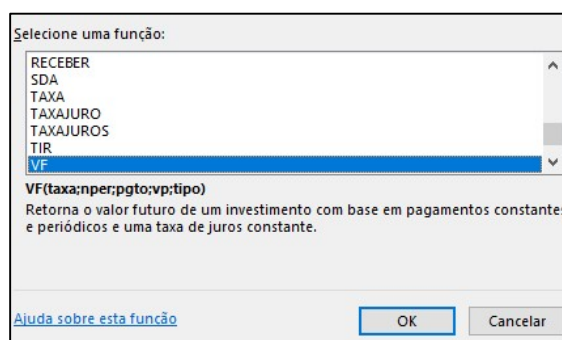 Selecione uma função:
RECEBER
SDA
TAXA
TAXAJURO
TAXAJUROS
TIR
VF
VF(taxa;nper;pgto;vp;tipo)
Retorna o valor futuro de um investimento com base em pagamentos constantes
e periódicos e uma taxa de juros constante.
Ajuda sobre esta função
OK
Cancelar